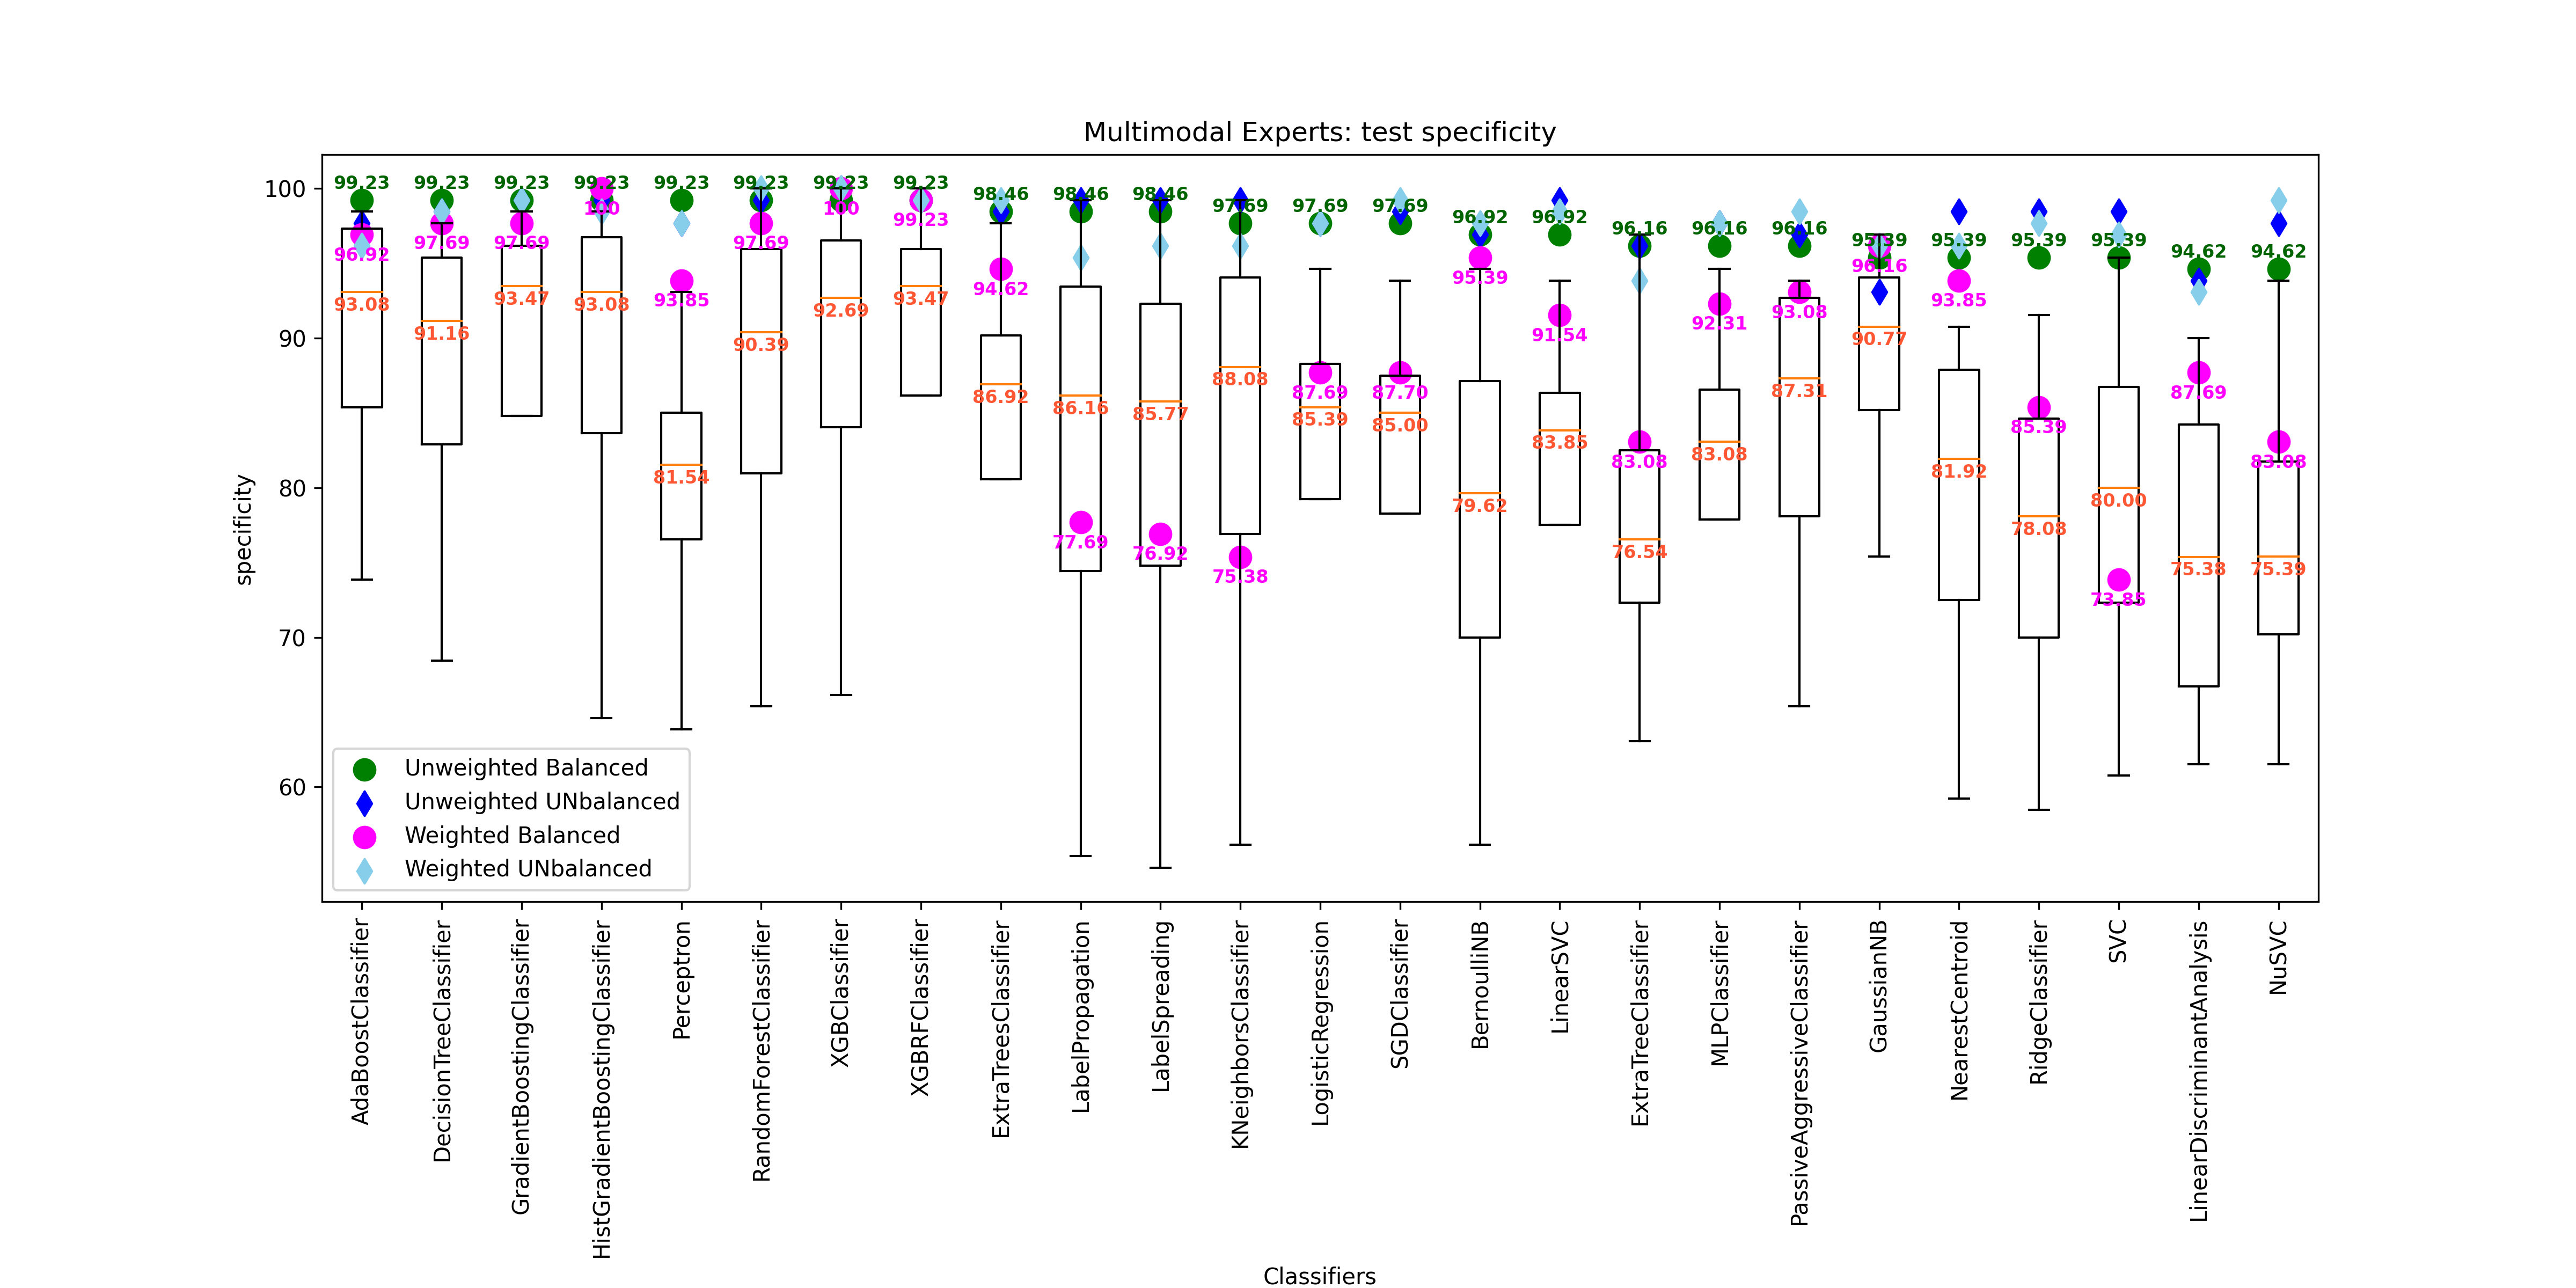 Multimodal Experts: test specificity
specificity
100
90
80
70
60
99.23 99.23 99.23 99.23 99.23 99.23 99.23 99.23 98.46 98.46 98.46 97.69 97.69 97.69 96.92 96.92 96.16 96.16 96.16 95.39 95.39 95.39 95.39 94.62 94.62
96.92 97.69 97.69 100 93.85 97.69 100 99.23 94.62 77.69 76.92 75.38 87.69 87.70 95.39 91.54 83.08 92.31 93.08 96.16 93.85 85.39 73.85 87.69 83.08
93.08 91.16 93.47 93.08 81.54 90.39 92.69 93.47 86.92 86.16 85.77 88.08 85.39 85.00 79.62 83.85 76.54 83.08 87.31 90.77 81.92 78.08 80.00 75.38 75.39
Unweighted Balanced
Unweighted UNbalanced
Weighted Balanced
Weighted UNbalanced
AdaBoostClassifier
DecisionTreeClassifier
GradientBoostingClassifier
HistGradientBoostingClassifier
Perceptron
RandomForestClassifier
XGBClassifier
XGBRFClassifier
ExtraTreesClassifier
LabelPropagation
LabelSpreading
KNeighborsClassifier
LogisticRegression
SGDClassifier
BernoulliNB
LinearSVC
ExtraTreeClassifier
MLPClassifier
PassiveAggressiveClassifier
GaussianNB
NearestCentroid
RidgeClassifier
SVC
LinearDiscriminantAnalysis
NuSVC
Classifiers